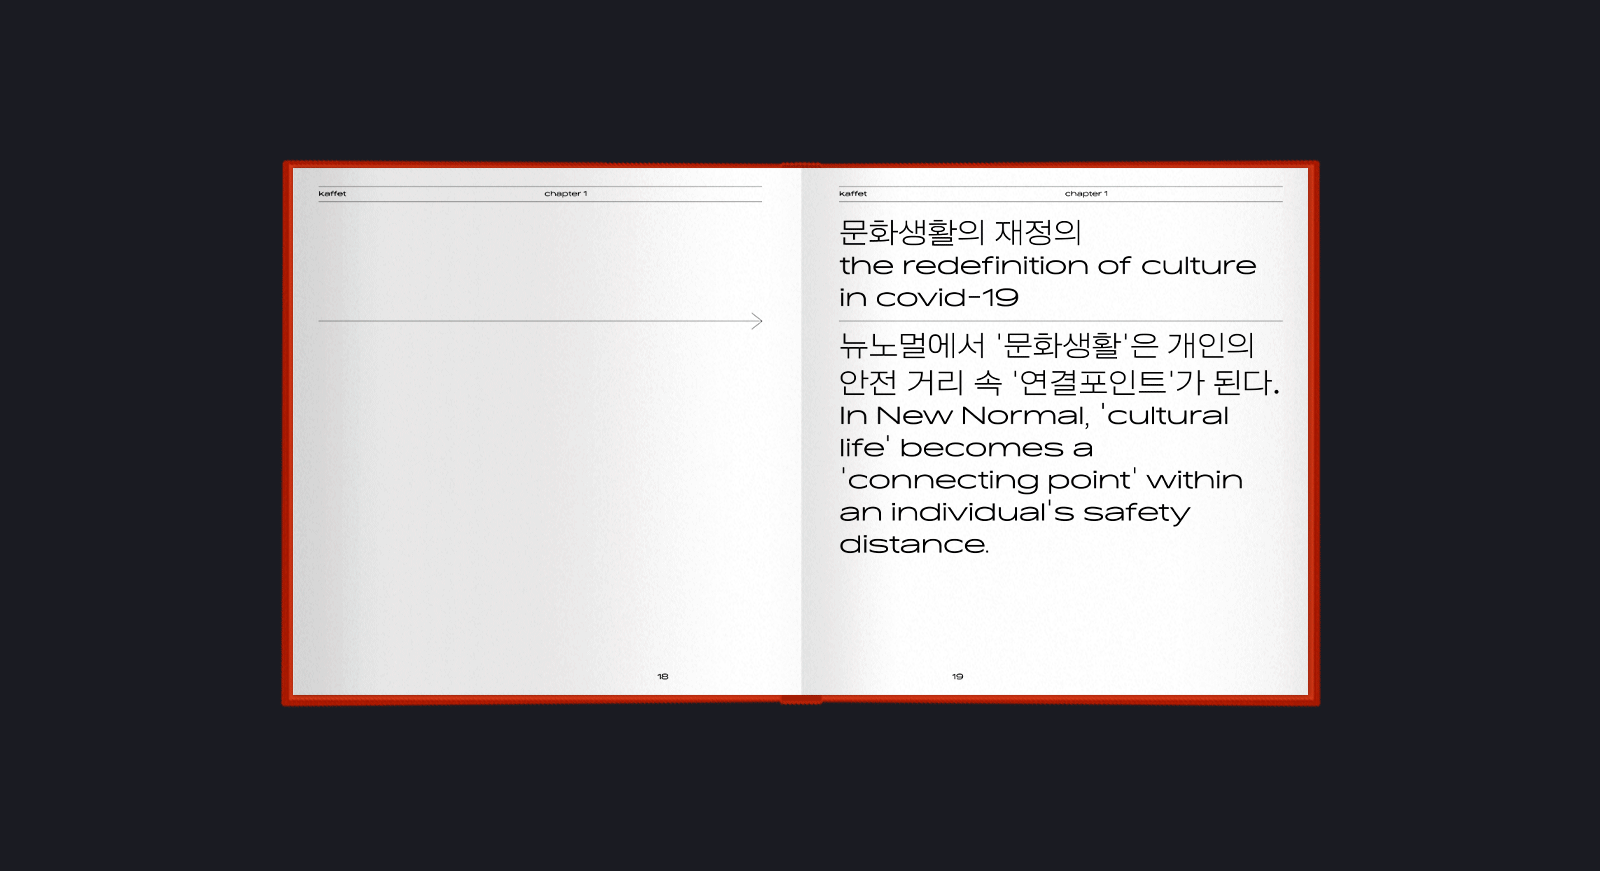 kaffet chapter 1
18
kaffet chapter 1
문화생활의 재정의
the redefinition of culture
in covid-19
뉴노멀에서 '문화생활'은 개인의
안전 거리 속 '연결포인트'가 된다.
In New Normal, 'cultural
life' becomes a
'connecting point' within
an individual's safety
distance.
19